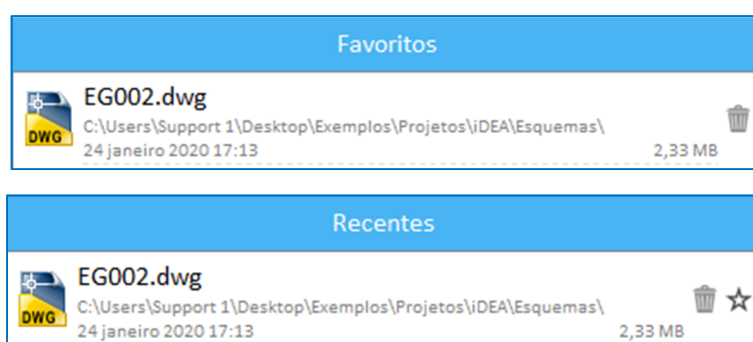 Favoritos
EG002.dwg
DWG
C:\Users\Support 1\Desktop\Exemplos\Projetos\iDEA\Esquemas\
24 janeiro 2020 17:13 2,33 MB
Recentes
EG002.dwg
DWG
C:\Users\Support 1\Desktop\Exemplos\Projetos\iDEA\Esquemas\
24 janeiro 2020 17:13 2,33 MB